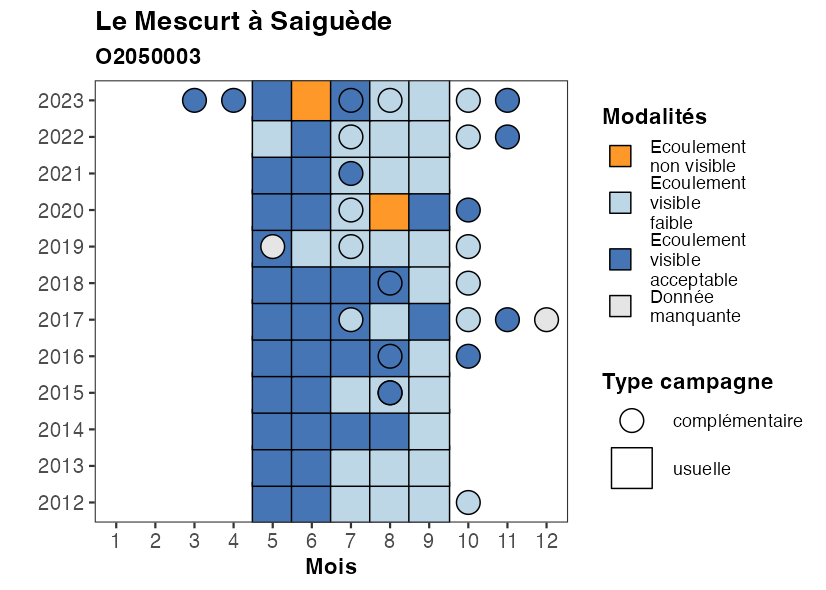 Le Mescurt à Saiguède
O2050003
2023
2022
2021
2020
2019
2018
2017
2016
2015
2014
2013
2012
1 2 3 4 5 6 7 8 9 10 11 12
Mois
Modalités
Ecoulement
non visible
Ecoulement
visible
faible
Ecoulement
visible
acceptable
Donnée
manquante
Type campagne
complémentaire
usuelle